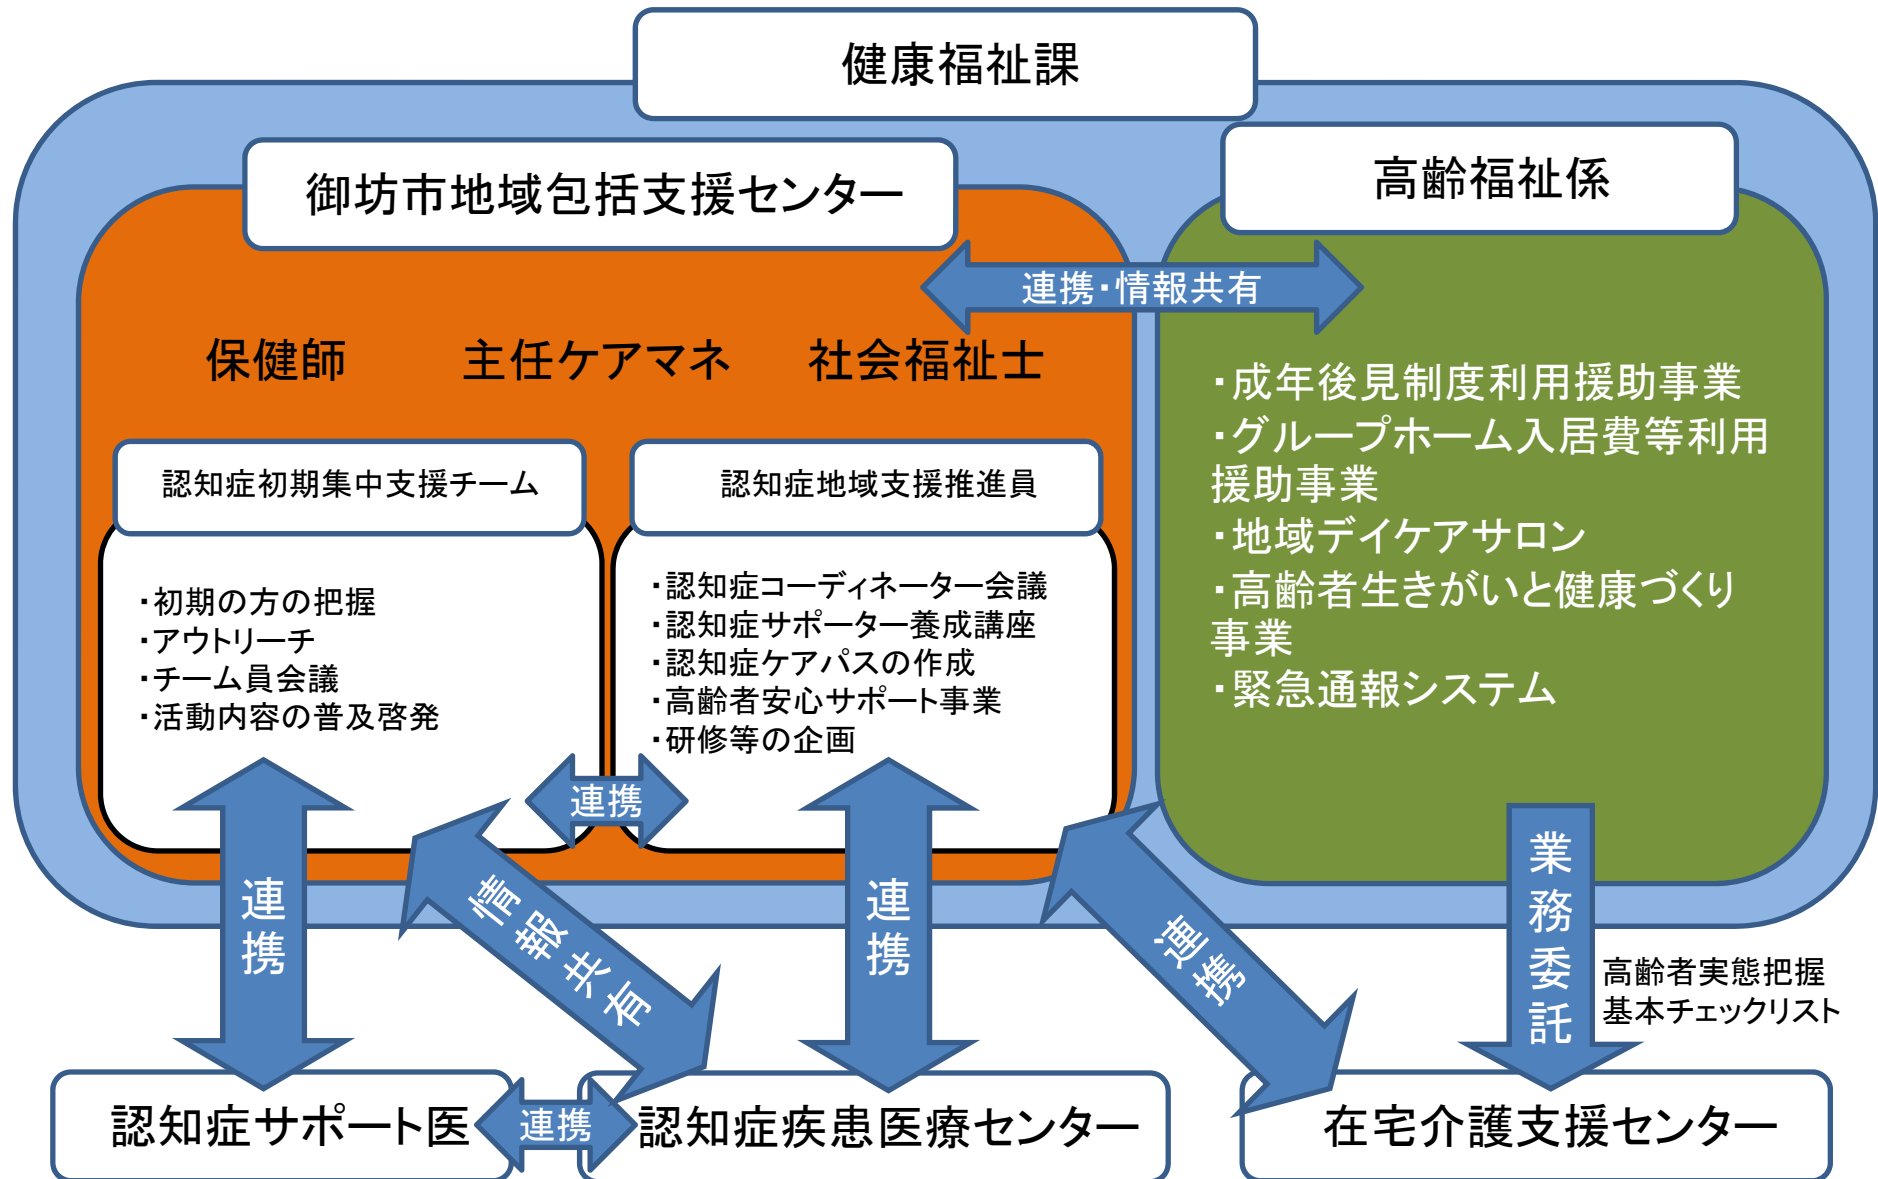 健康福祉課
御坊市地域包括支援センター
高齢福祉係
連携・情報共有
保健師
主任ケアマネ
社会福祉士
認知症初期集中支援チーム
・初期の方の把握
・アウトリーチ
・チーム員会議
・活動内容の普及啓発
認知症地域支援推進員
・認知症コーディネーター会議
・認知症サポーター養成講座
・認知症ケアパスの作成
・高齢者安心サポート事業
・研修等の企画
・成年後見制度利用援助事業
・グループホーム入居費等利用
援助事業
・地域デイケアサロン
・高齢者生きがいと健康づくり
事業
・緊急通報システム
連携
連携
情報共有
連携
連携
業務委託
高齢者実態把握
基本チェックリスト
認知症サポート医
連携
認知症疾患医療センター
在宅介護支援センター